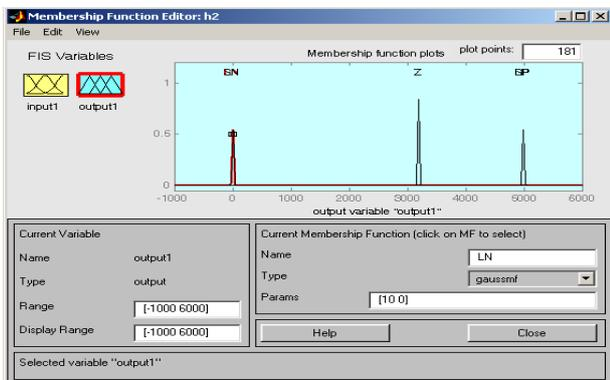 Membership Function Editor: h2
File Edit View
FIS Variables
Membership function plots plot points: 181
input1 output1
SN Z SP
1
0.5
0
-1000 0 1000 2000 3000 4000 5000 6000
output variable "output1"
Current Variable
Name output1
Type output
Range [-1000 6000]
Display Range [-1000 6000]
Current Membership Function (click on MF to select)
Name LN
Type gaussmf
Params [10 0]
Help Close
Selected variable "output1"